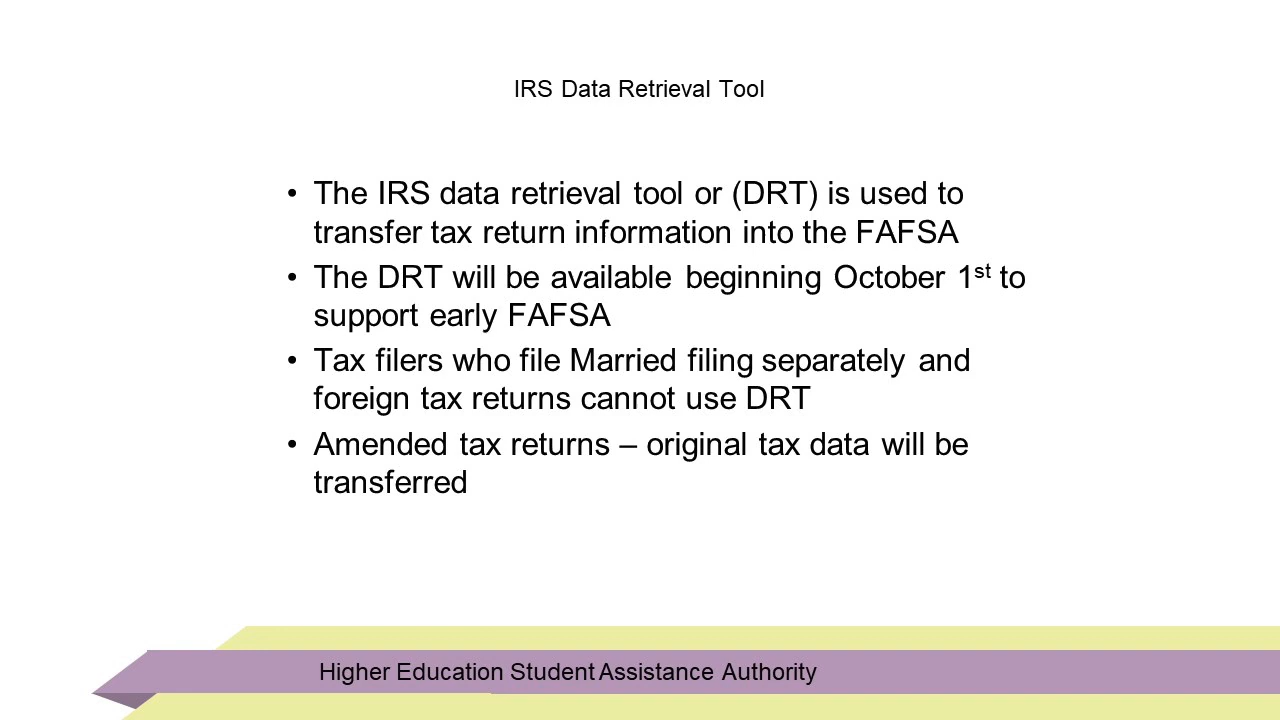 IRS Data Retrieval Tool
• The IRS data retrieval tool or (DRT) is used to
transfer tax return information into the FAFSA
• The DRT will be available beginning October 1st to
support early FAFSA
• Tax filers who file Married filing separately and
foreign tax returns cannot use DRT
• Amended tax returns – original tax data will be
transferred
Higher Education Student Assistance Authority